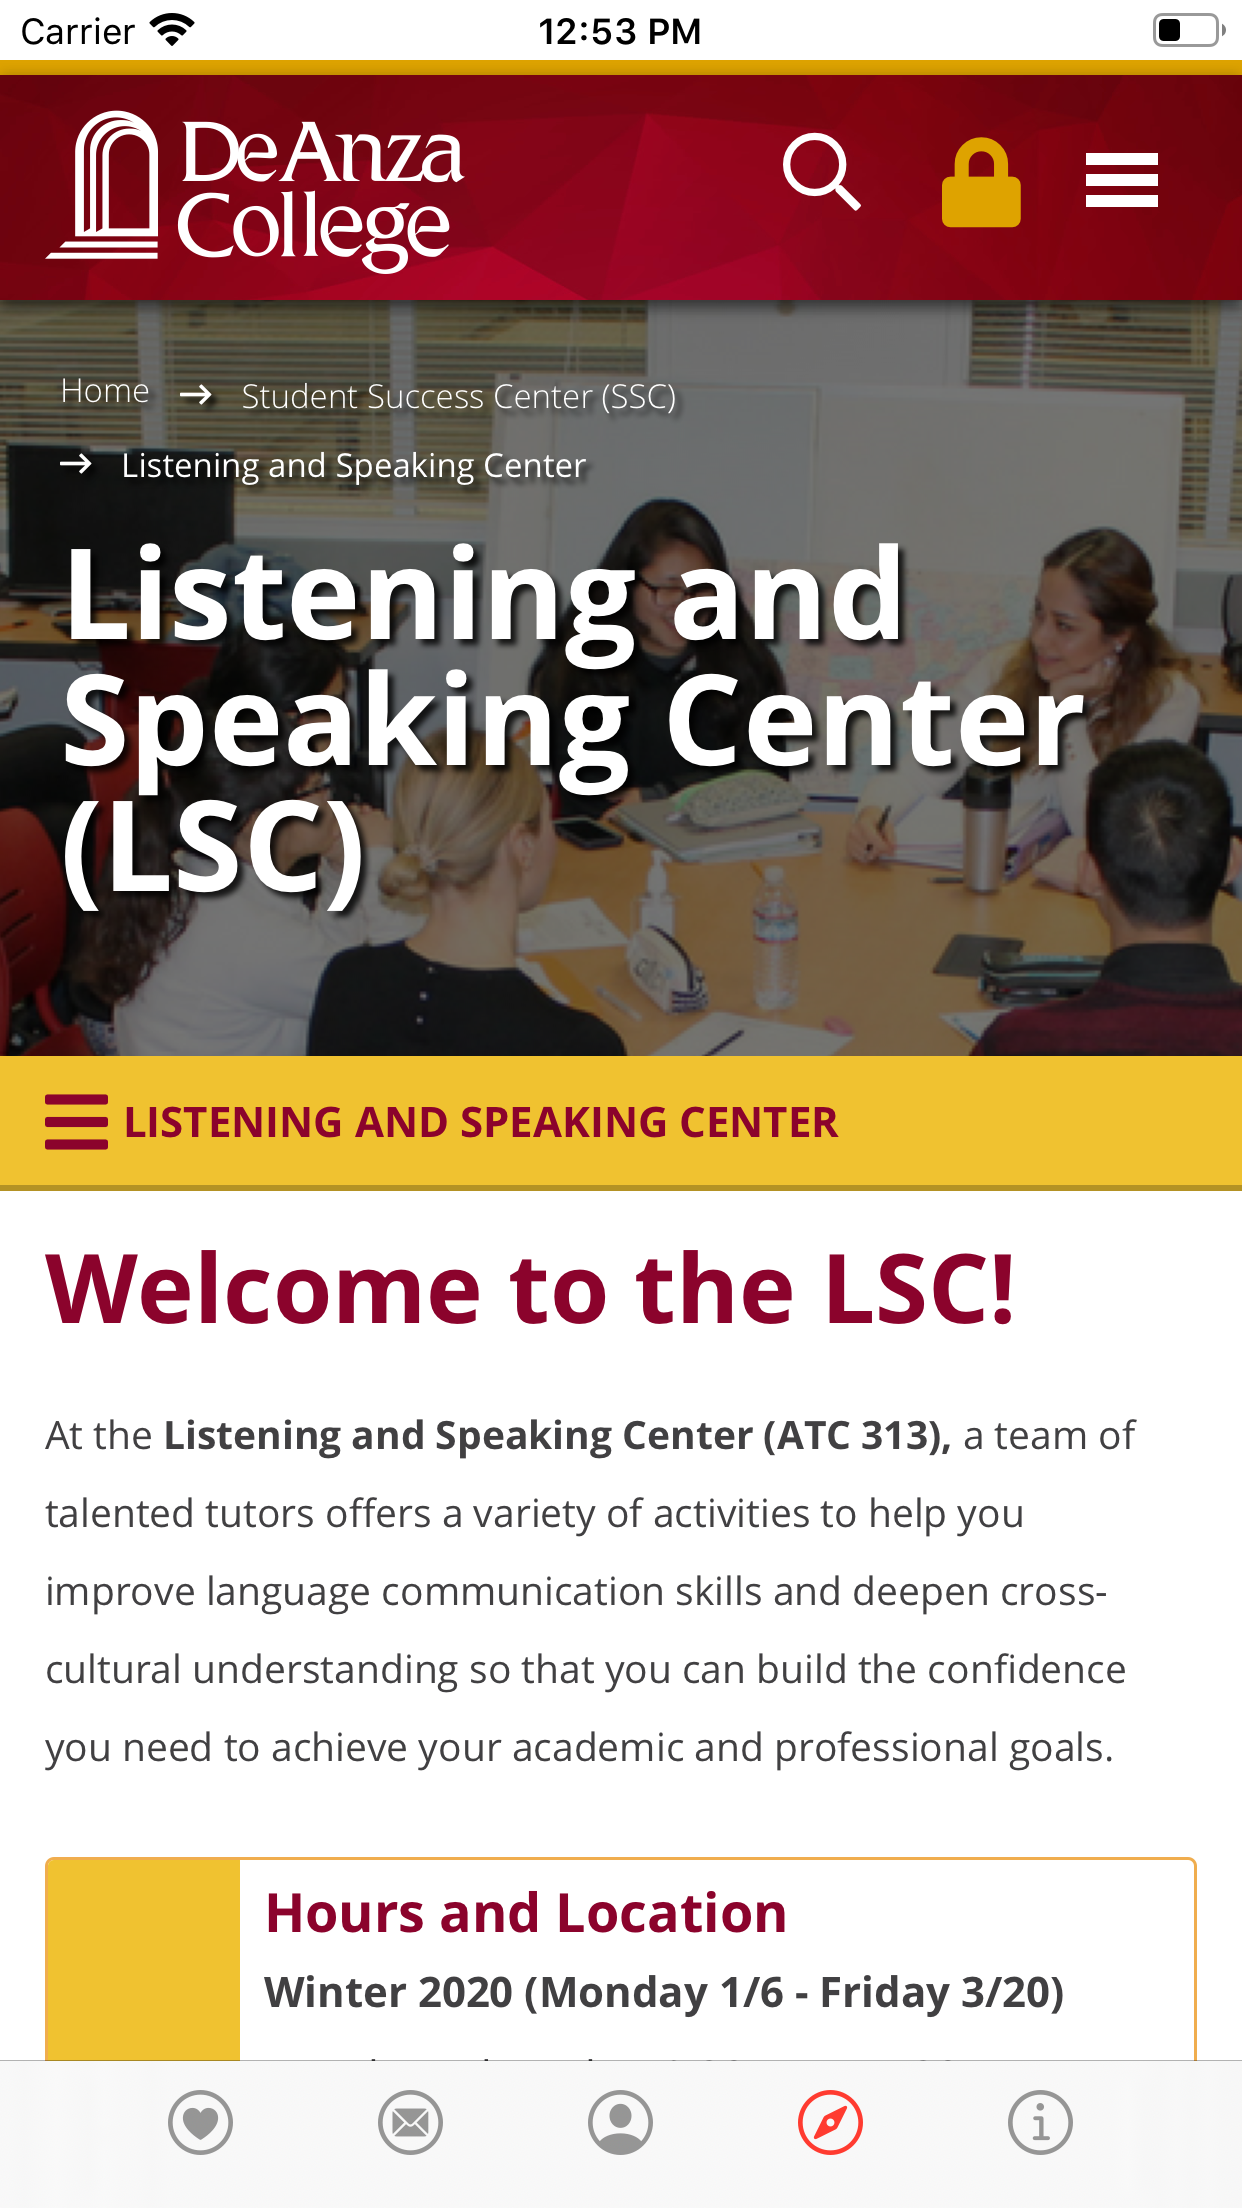 Carrier
12:53 PM
DeAnza
College
Home → Student Success Center (SSC)
→ Listening and Speaking Center
Listening and
Speaking Center
(LSC)
LISTENING AND SPEAKING CENTER
Welcome to the LSC!
At the Listening and Speaking Center (ATC 313), a team of
talented tutors offers a variety of activities to help you
improve language communication skills and deepen cross-
cultural understanding so that you can build the confidence
you need to achieve your academic and professional goals.
Hours and Location
Winter 2020 (Monday 1/6 - Friday 3/20)